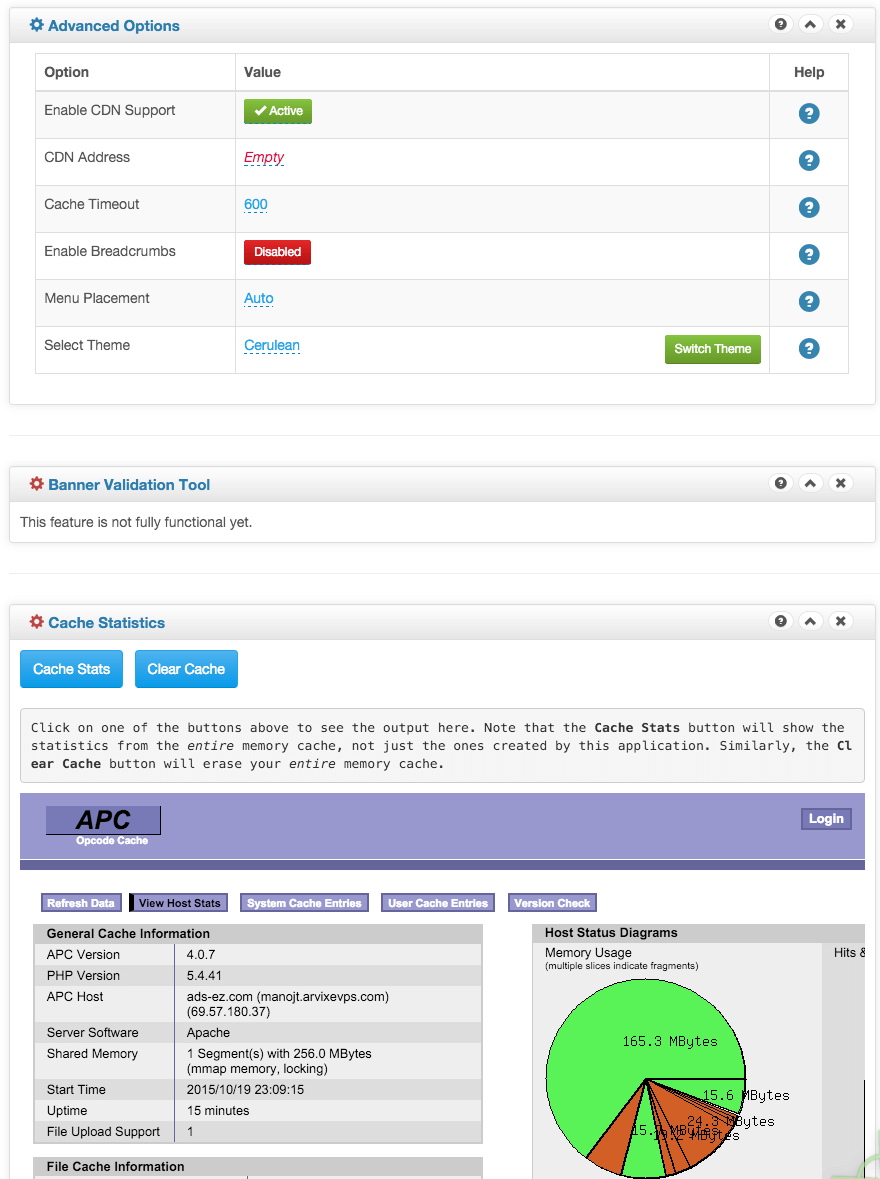 Advanced Options
Option Value Help
Enable CDN Support Active
CDN Address Empty
Cache Timeout 600
Enable Breadcrumbs Disabled
Menu Placement Auto
Select Theme Cerulean Switch Theme
Banner Validation Tool
This feature is not fully functional yet.
Cache Statistics
Cache Stats Clear Cache
Click on one of the buttons above to see the output here. Note that the Cache Stats button will show the
statistics from the entire memory cache, not just the ones created by this application. Similarly, the Cl
ear Cache button will erase your entire memory cache.
APC
Opcode Cache
Login
Refresh Data View Host Stats System Cache Entries User Cache Entries Version Check
General Cache Information
APC Version 4.0.7
PHP Version 5.4.41
APC Host ads-ez.com (manojt.arvixevps.com)
(69.57.180.37)
Server Software Apache
Shared Memory 1 Segment(s) with 256.0 MBytes
(mmap memory, locking)
Start Time 2015/10/19 23:09:15
Uptime 15 minutes
File Upload Support 1
File Cache Information
Host Status Diagrams
Memory Usage
(multiple slices indicate fragments)
Hits &
165.3 MBytes
15.6 MBytes
24.3 MBytes
19.2 MBytes